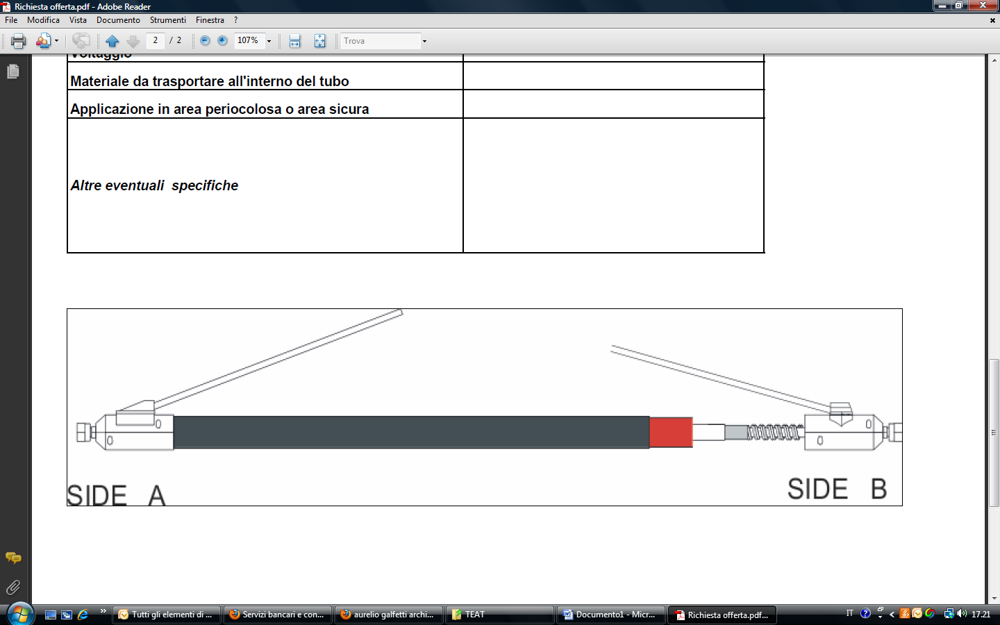 Richiesta offerta.pdf - Adobe Reader
File Modifica Vista Documento Strumenti Finestra ?
2 / 2 107% Trova
Voltaggio
Materiale da trasportare all'interno del tubo
Applicazione in area periocolosa o area sicura
Altre eventuali specifiche
SIDE A
SIDE B
Tutti gli elementi di ... Servizi bancari e con... aurelio galfetti archi... TEAT Documento1 - Micr... Richiesta offerta.pdf... IT 17.21